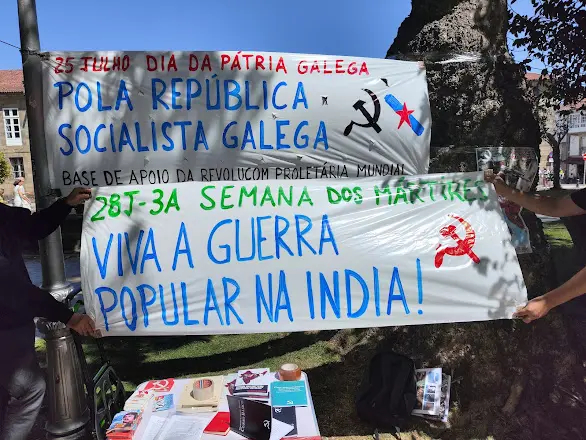 25 JULHO DIA DA PÁTRIA GALEGA
POLA REPÚBLICA
SOCIALISTA GALEGA
BASE DE APOIO DA REVOLUÇOM PROLETÁRIA MUNDIAL
28J-3A SEMANA DOS MÁRTIRES
VIVA A GUERRA
POPULAR NA INDIA!